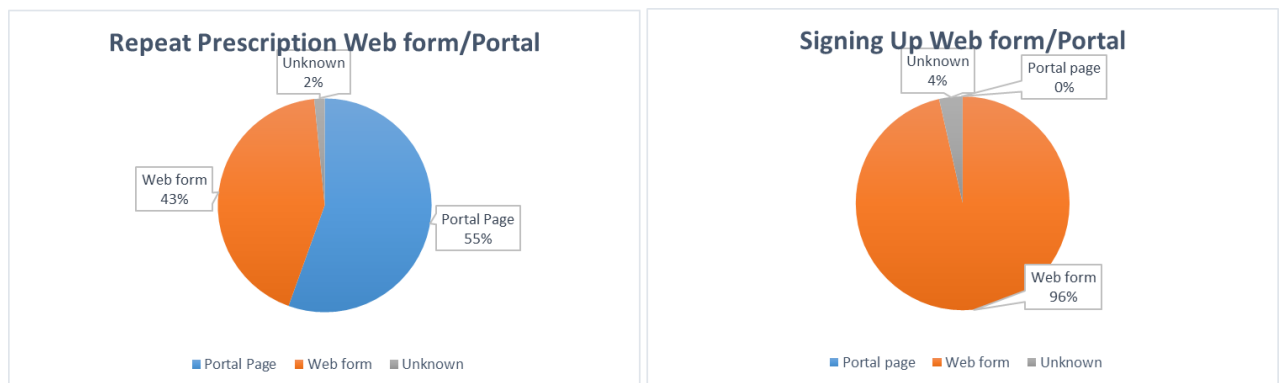 Repeat Prescription Web form/Portal
Unknown
2%
Web form
43%
Portal Page
55%
Portal Page Web form Unknown
Signing Up Web form/Portal
Unknown
4%
Portal page
0%
Web form
96%
Portal page Web form Unknown